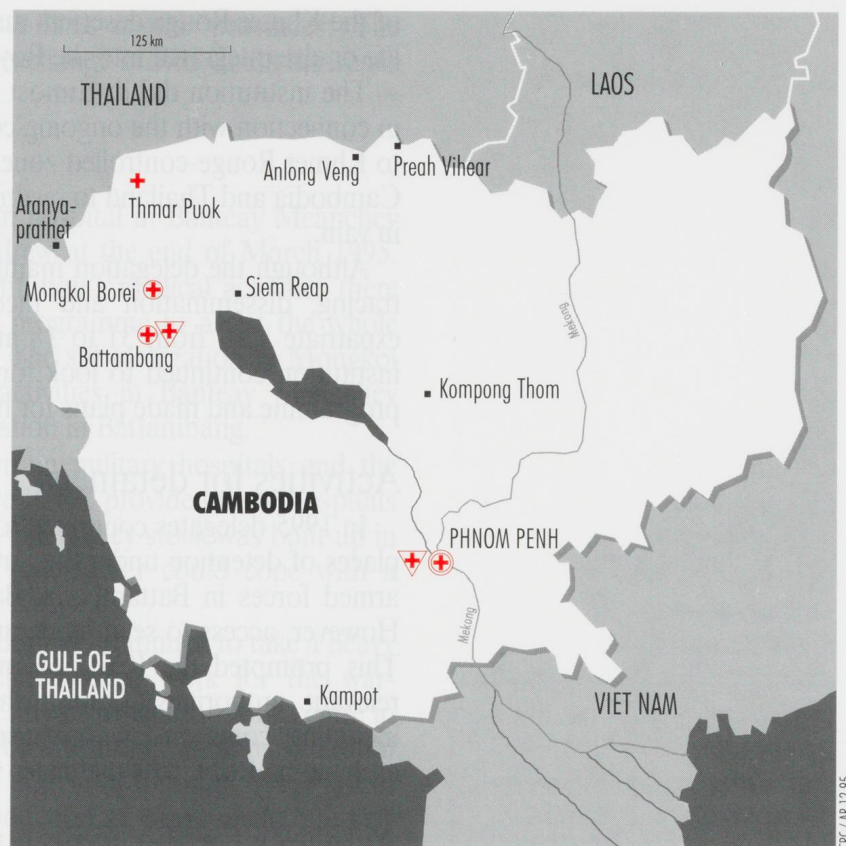 125 km
THAILAND
LAOS
Anlong Veng
Preah Vihear
Thmar Puok
Aranya-
prathet
Mongkol Borei
Siem Reap
Mekong
Battambang
Kompong Thom
CAMBODIA
PHNOM PENH
Mekong
GULF OF
THAILAND
Kampot
VIET NAM